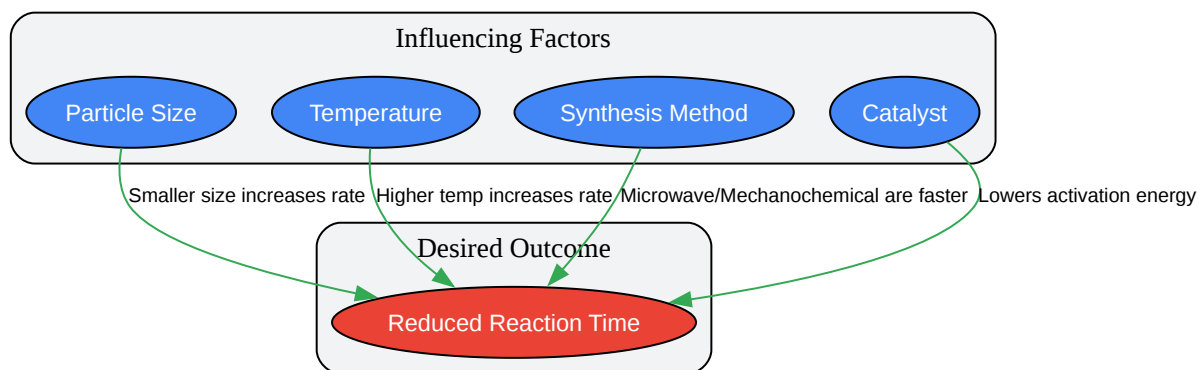 Influencing Factors
Particle Size
Temperature
Synthesis Method
Catalyst
Smaller size increases rate
Higher temp increases rate
Microwave/Mechanochemical are faster
Lowers activation energy
Desired Outcome
Reduced Reaction Time